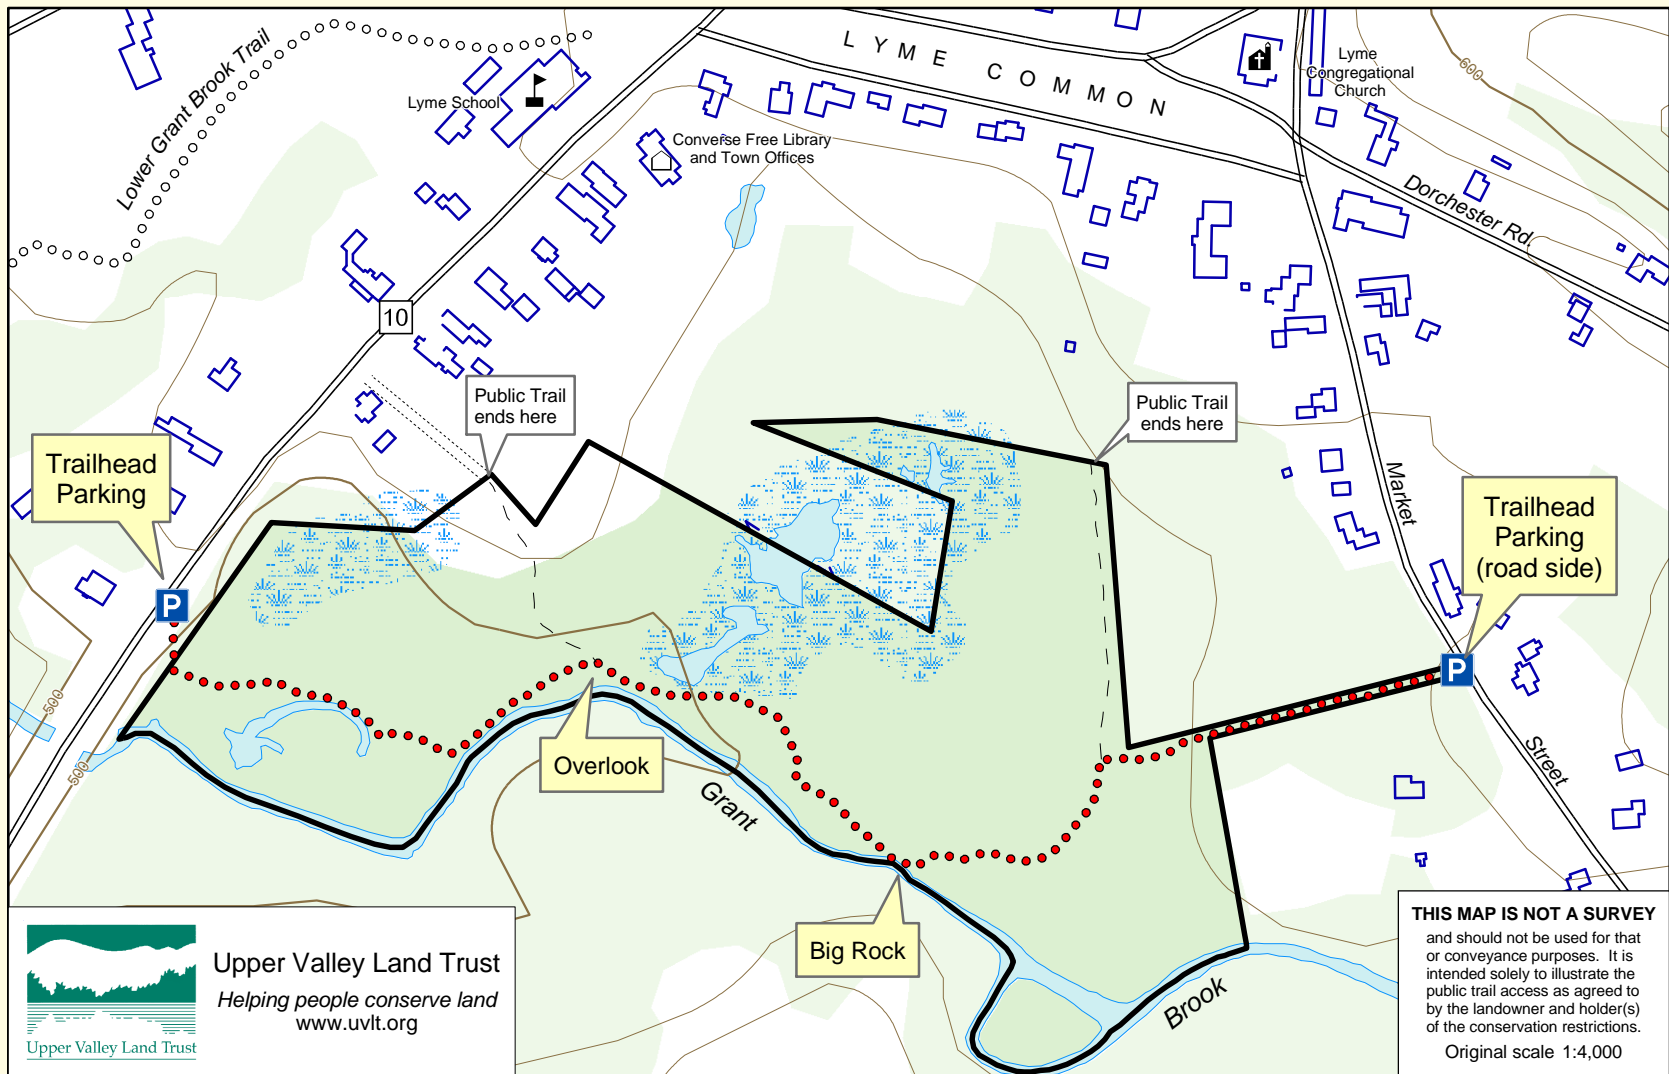 Lower Grant Brook Trail
Lyme School
LYME COMMON
Lyme
Congregational
Church
600
Converse Free Library
and Town Offices
Dorchester Rd.
10
Public Trail
ends here
Public Trail
ends here
Trailhead
Parking
P
Market
Street
Trailhead
Parking
(road side)
P
500
500
Overlook
Grant
Brook
Big Rock
Upper Valley Land Trust
Upper Valley Land Trust
Helping people conserve land
www.uvlt.org
THIS MAP IS NOT A SURVEY
and should not be used for that
or conveyance purposes. It is
intended solely to illustrate the
public trail access as agreed to
by the landowner and holder(s)
of the conservation restrictions.
Original scale 1:4,000